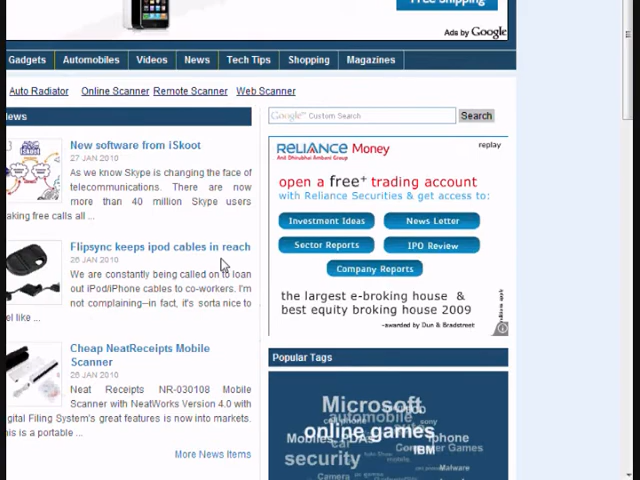 Free Shipping
Ads by Google
Gadgets Automobiles Videos News Tech Tips Shopping Magazines
Auto Radiator Online Scanner Remote Scanner Web Scanner
News
Google Custom Search Search
New software from iSkoot
27 JAN 2010
As we know Skype is changing the face of
telecommunications. There are now
more than 40 million Skype users
aking free calls all ...
Flipsync keeps ipod cables in reach
26 JAN 2010
We are constantly being called on to loan
out iPod/iPhone cables to co-workers. I'm
not complaining–in fact, it's sorta nice to
el like ...
Cheap NeatReceipts Mobile
Scanner
Neat Receipts NR-030108 Mobile
Scanner with NeatWorks Version 4.0 with
igital Filing System's great features is now into markets.
his is a portable ...
More News Items
RELIANCE Money
Anil Dhirubhai Ambani Group
replay
open a free+ trading account
with Reliance Securities & get access to:
Investment Ideas News Letter
Sector Reports IPO Review
Company Reports
the largest e-broking house &
best equity broking house 2009
-awarded by Dun & Bradstreet
Popular Tags
Microsoft
automobile
sony
online games
Mobiles PDAs
car
iphone
Computer Games
IBM
security
Malware
Camera